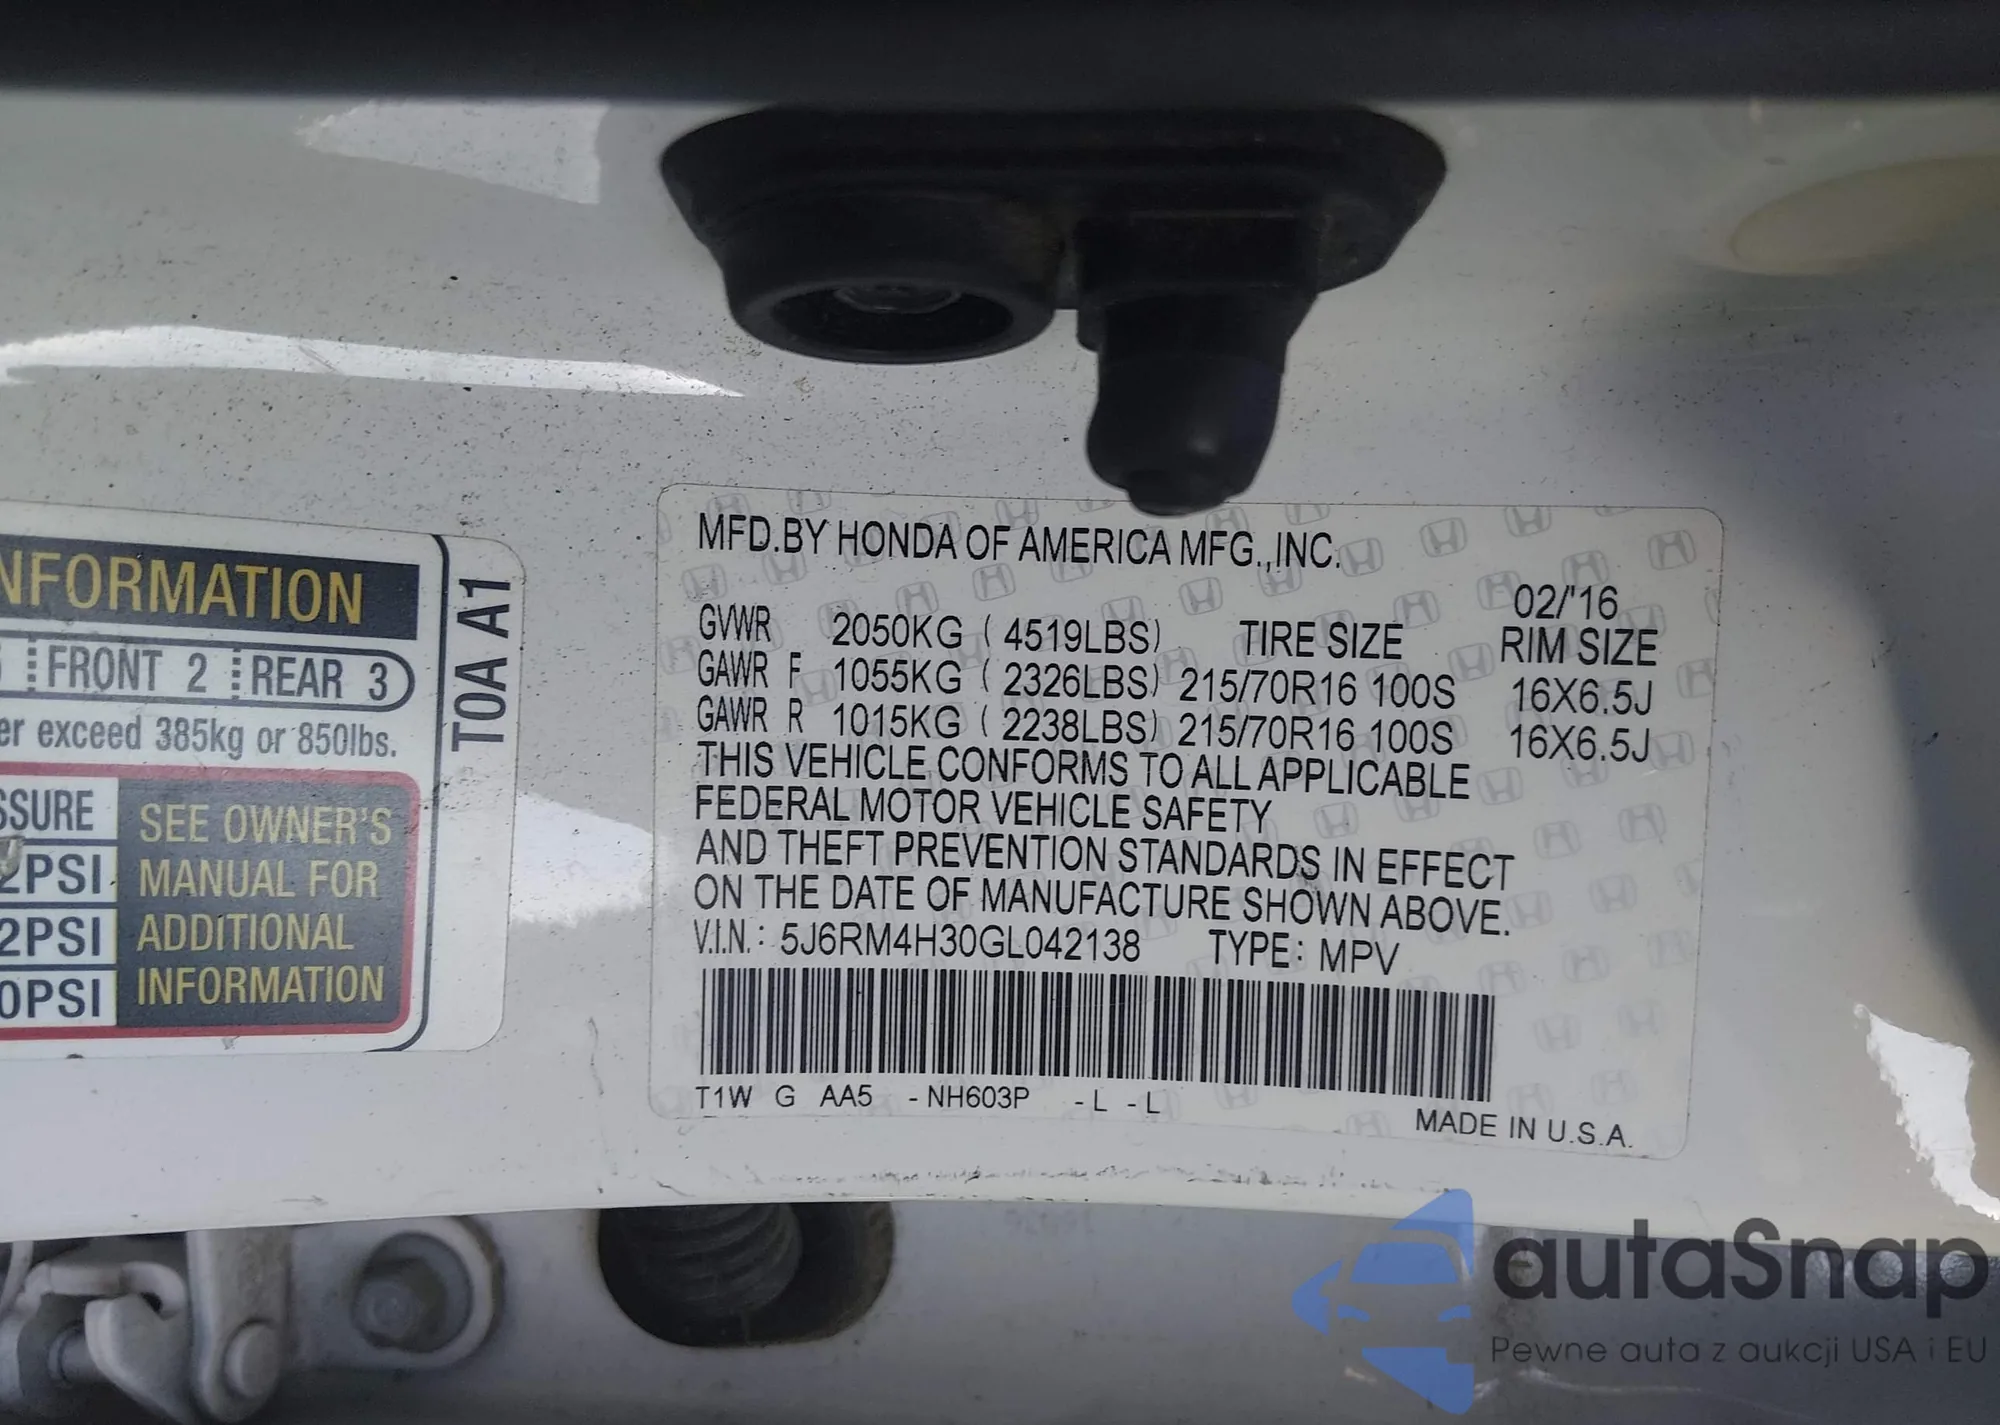 NFORMATION
FRONT 2 REAR 3
er exceed 385kg or 850lbs.
SSURE
2PSI
2PSI
0PSI
SEE OWNER'S
MANUAL FOR
ADDITIONAL
INFORMATION
T0A A1
MFD.BY HONDA OF AMERICA MFG.,INC.
02/'16
GVWR 2050KG ( 4519LBS) TIRE SIZE RIM SIZE
GAWR F 1055KG ( 2326LBS) 215/70R16 100S 16X6.5J
GAWR R 1015KG ( 2238LBS) 215/70R16 100S 16X6.5J
THIS VEHICLE CONFORMS TO ALL APPLICABLE
FEDERAL MOTOR VEHICLE SAFETY
AND THEFT PREVENTION STANDARDS IN EFFECT
ON THE DATE OF MANUFACTURE SHOWN ABOVE.
V.I.N.: 5J6RM4H30GL042138 TYPE: MPV
T1W G AA5 -NH603P -L -L
MADE IN U.S.A.
autaSnap
Pewne auta z aukcji USA i EU